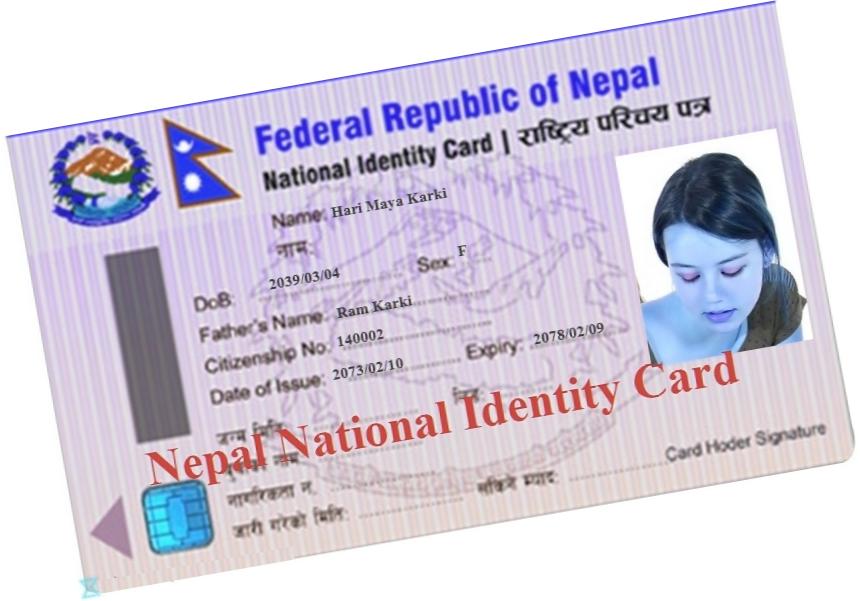 Federal Republic of Nepal
National Identity Card | राष्ट्रिय परिचय पत्र
Name: Hari Maya Karki
नाम:
DoB: 2039/03/04 Sex: F
Father's Name: Ram Karki
Citizenship No: 140002
Date of Issue: 2073/02/10 Expiry: 2078/02/09
जन्म मिति
Nepal National Identity Card
नागरिकता न.
जारी गरेको मिति:
सकिने म्याद:
Card Hoder Signature